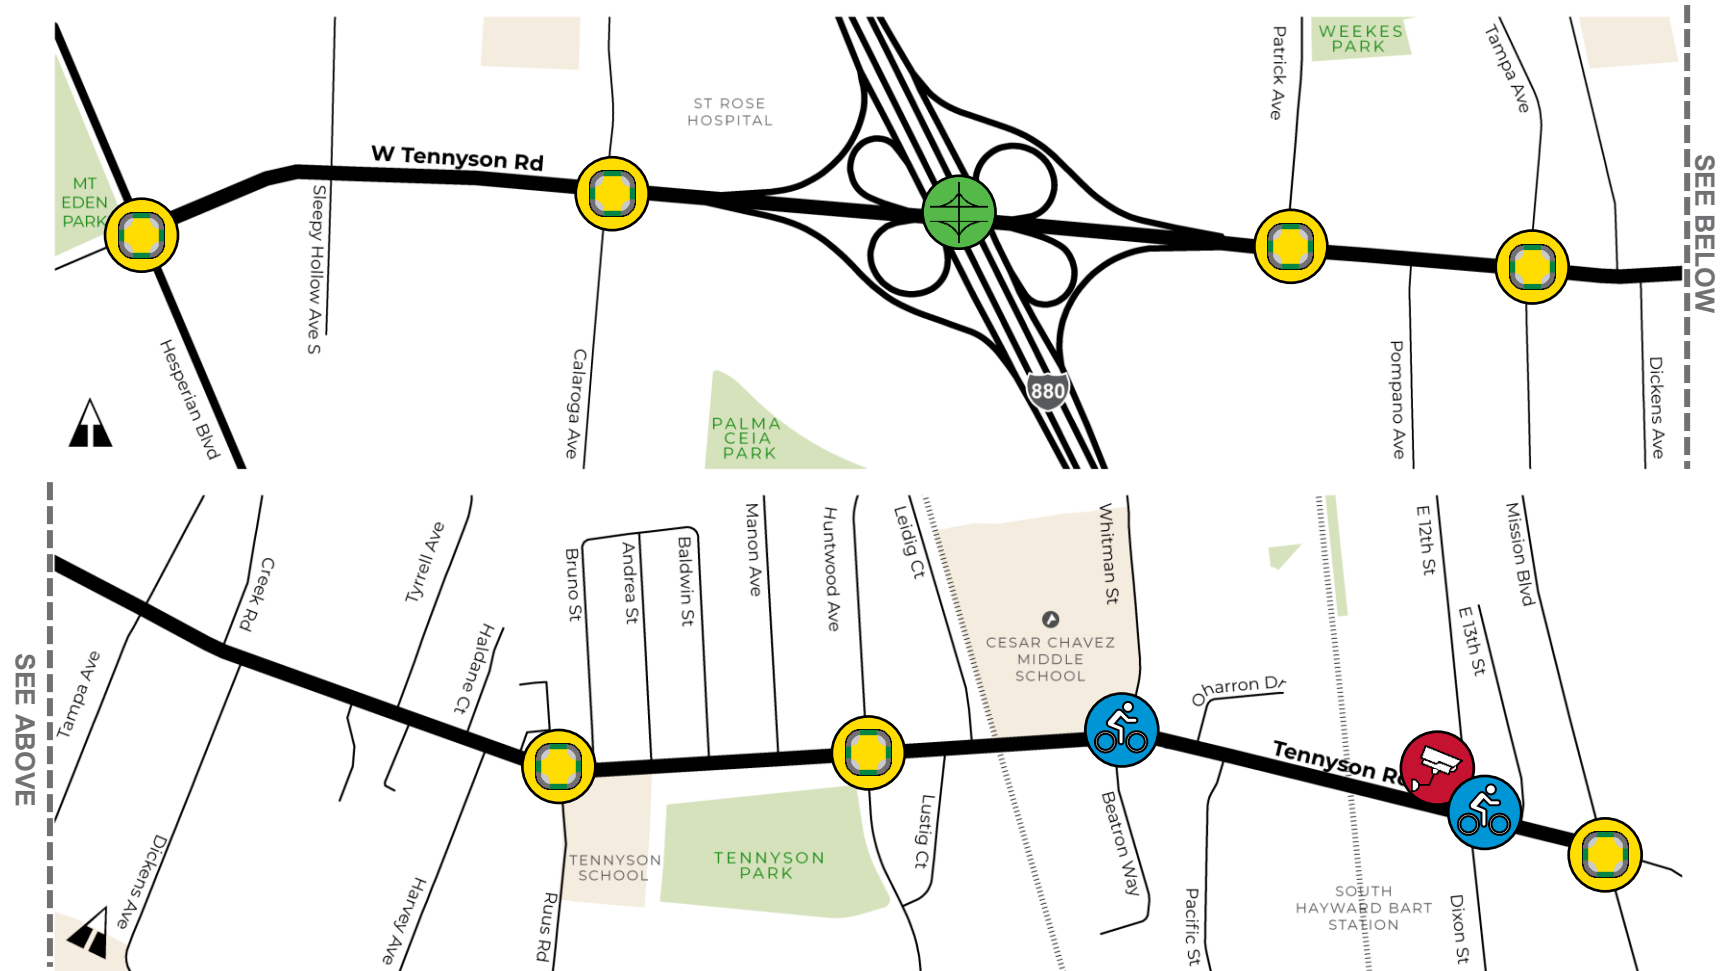 WEEKES
PARK
Patrick Ave
Tampa Ave
ST ROSE
HOSPITAL
W Tennyson Rd
MT
EDEN
PARK
Sleepy Hollow Ave S
Hesperian Blvd
Calaroga Ave
PALMA
CEIA
PARK
880
Pompano Ave
Dickens Ave
SEE BELOW
SEE ABOVE
Tampa Ave
Creek Rd
Dickens Ave
Tyrrell Ave
Haldane Ct
Harvey Ave
Bruno St
Andrea St
Baldwin St
Manon Ave
Huntwood Ave
Leidig Ct
Whitman St
CESAR CHAVEZ
MIDDLE
SCHOOL
Oharron Dr
E 12th St
E 13th St
Mission Blvd
Tennyson Rd
TENNYSON
SCHOOL
TENNYSON
PARK
Ruus Rd
Lustig Ct
Beatron Way
Pacific St
SOUTH
HAYWARD BART
STATION
Dixon St